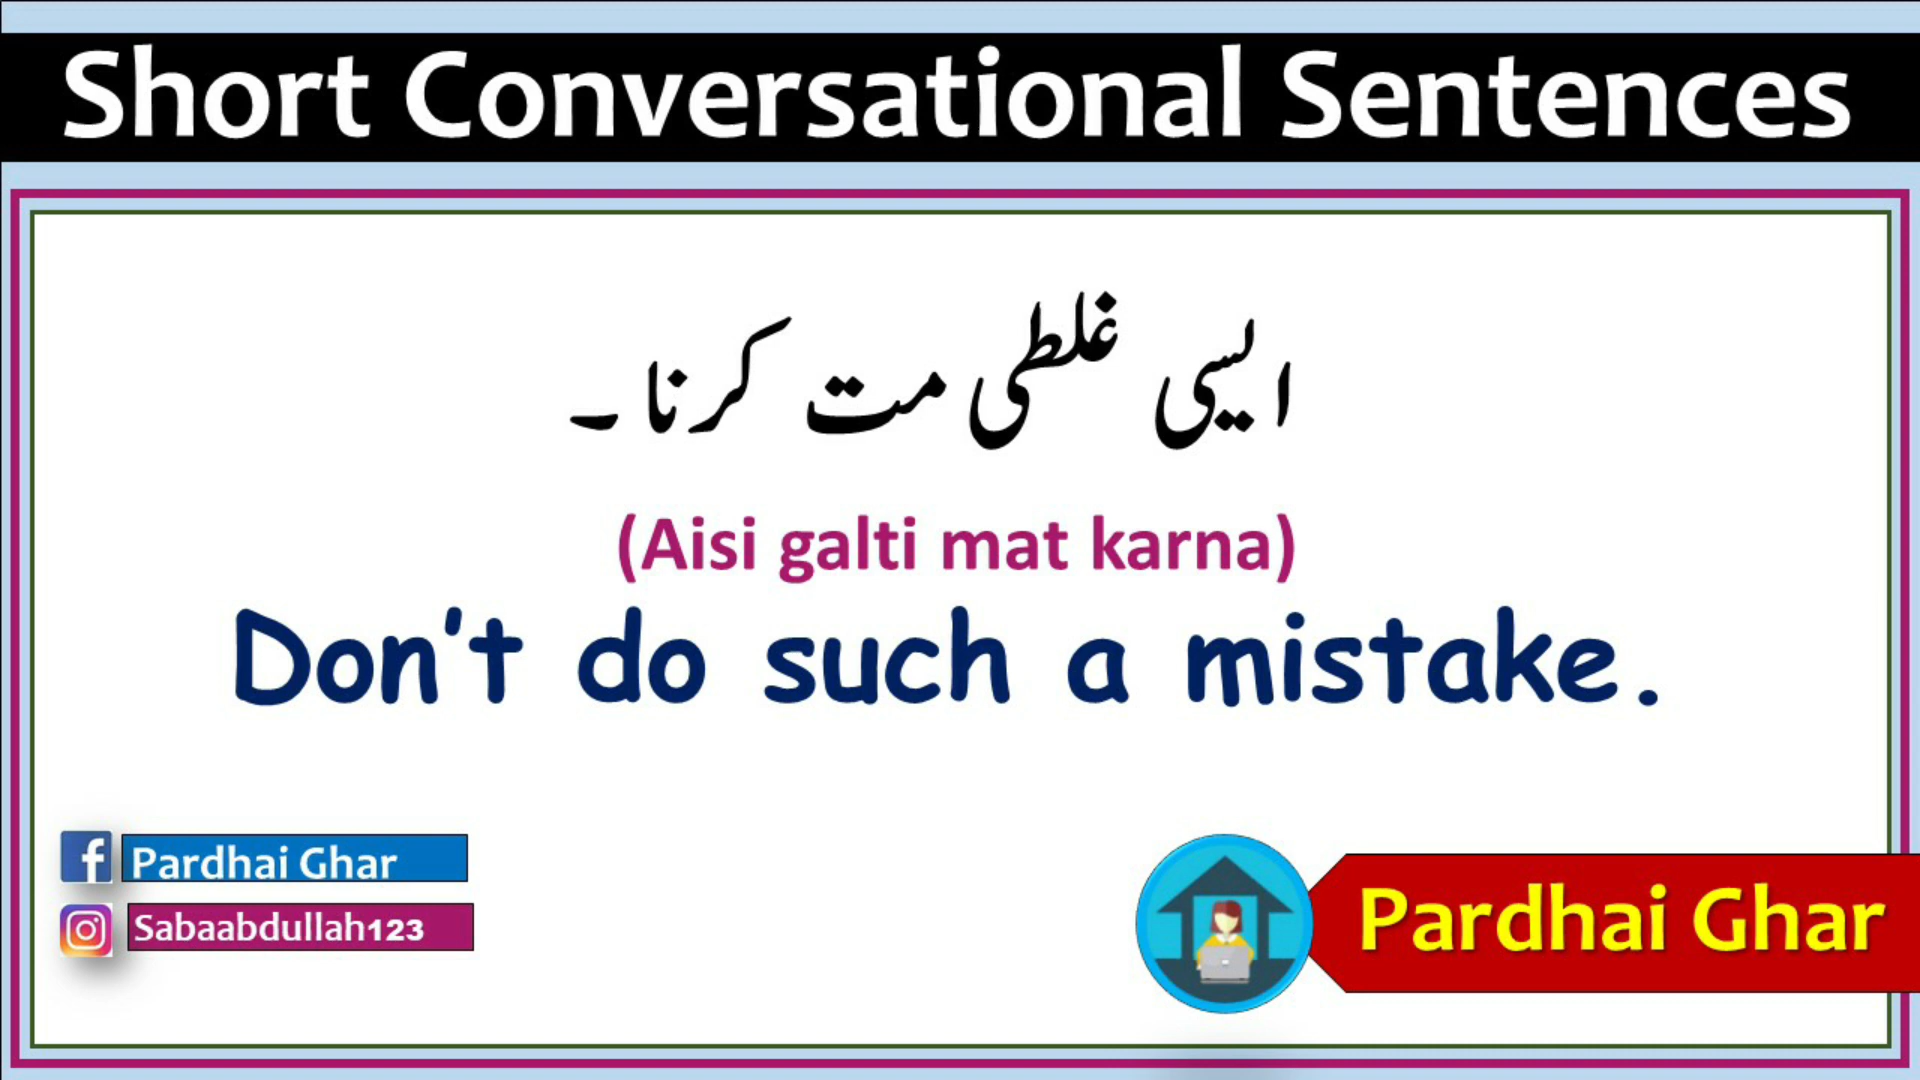 Short Conversational Sentences
ایسی غلطی مت کرنا۔
(Aisi galti mat karna)
Don't do such a mistake.
Pardhai Ghar
Sabaabdullah123
Pardhai Ghar